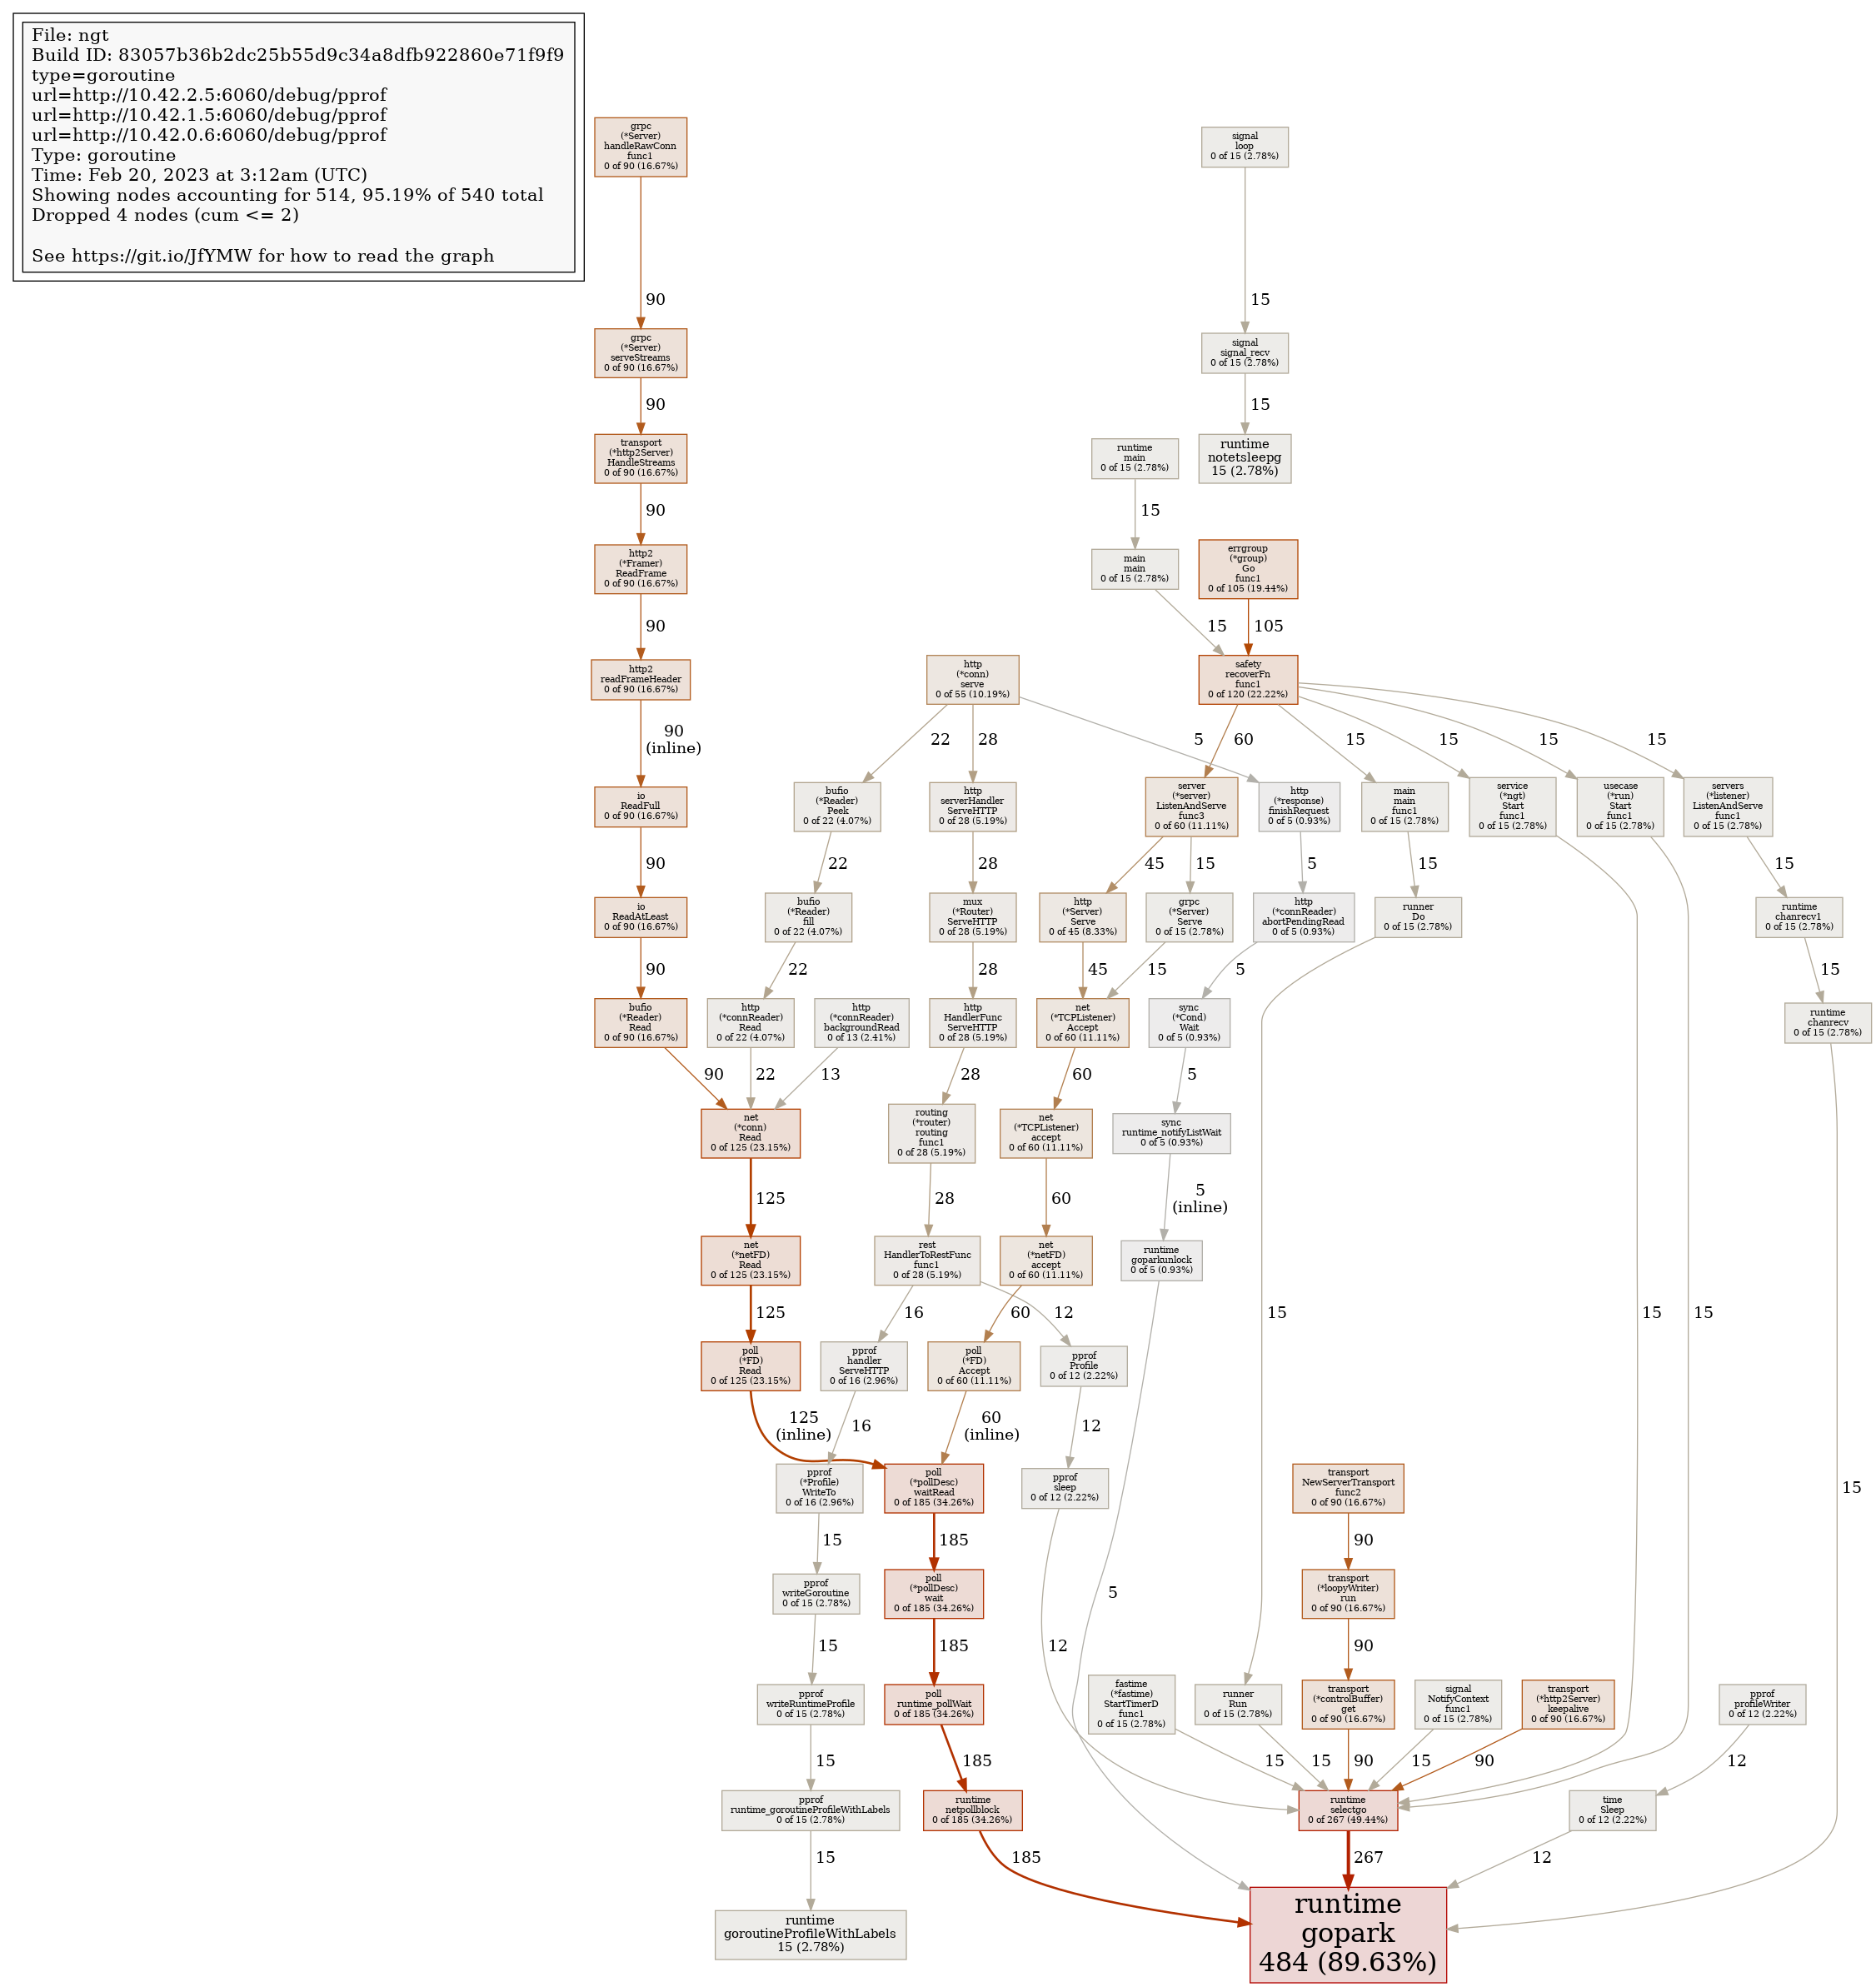 File: ngt
Build ID: 83057b36b2dc25b55d9c34a8dfb922860e71f9f9
type=goroutine
url=http://10.42.2.5:6060/debug/pprof
url=http://10.42.1.5:6060/debug/pprof
url=http://10.42.0.6:6060/debug/pprof
Type: goroutine
Time: Feb 20, 2023 at 3:12am (UTC)
Showing nodes accounting for 514, 95.19% of 540 total
Dropped 4 nodes (cum <= 2)
See https://git.io/JfYMW for how to read the graph
grpc
(*Server)
handleRawConn
func1
0 of 90 (16.67%)
signal
loop
0 of 15 (2.78%)
90
15
grpc
(*Server)
serveStreams
0 of 90 (16.67%)
signal
signal_recv
0 of 15 (2.78%)
90
15
transport
(*http2Server)
HandleStreams
0 of 90 (16.67%)
runtime
main
0 of 15 (2.78%)
runtime
notetsleepg
15 (2.78%)
90
15
http2
(*Framer)
ReadFrame
0 of 90 (16.67%)
main
main
0 of 15 (2.78%)
errgroup
(*group)
Go
func1
0 of 105 (19.44%)
90
15
105
http2
readFrameHeader
0 of 90 (16.67%)
http
(*conn)
serve
0 of 55 (10.19%)
safety
recoverFn
func1
0 of 120 (22.22%)
90
(inline)
22
28
5
60
15
15
15
15
io
ReadFull
0 of 90 (16.67%)
bufio
(*Reader)
Peek
0 of 22 (4.07%)
http
serverHandler
ServeHTTP
0 of 28 (5.19%)
server
(*server)
ListenAndServe
func3
0 of 60 (11.11%)
http
(*response)
finishRequest
0 of 5 (0.93%)
main
main
func1
0 of 15 (2.78%)
service
(*ngt)
Start
func1
0 of 15 (2.78%)
usecase
(*run)
Start
func1
0 of 15 (2.78%)
servers
(*listener)
ListenAndServe
func1
0 of 15 (2.78%)
90
22
28
45
15
5
15
15
io
ReadAtLeast
0 of 90 (16.67%)
bufio
(*Reader)
fill
0 of 22 (4.07%)
mux
(*Router)
ServeHTTP
0 of 28 (5.19%)
http
(*Server)
Serve
0 of 45 (8.33%)
grpc
(*Server)
Serve
0 of 15 (2.78%)
http
(*connReader)
abortPendingRead
0 of 5 (0.93%)
runner
Do
0 of 15 (2.78%)
runtime
chanrecv1
0 of 15 (2.78%)
90
22
28
45
15
5
15
bufio
(*Reader)
Read
0 of 90 (16.67%)
http
(*connReader)
Read
0 of 22 (4.07%)
http
(*connReader)
backgroundRead
0 of 13 (2.41%)
http
HandlerFunc
ServeHTTP
0 of 28 (5.19%)
net
(*TCPListener)
Accept
0 of 60 (11.11%)
sync
(*Cond)
Wait
0 of 5 (0.93%)
runtime
chanrecv
0 of 15 (2.78%)
90
22
13
28
60
5
net
(*conn)
Read
0 of 125 (23.15%)
routing
(*router)
routing
func1
0 of 28 (5.19%)
net
(*TCPListener)
accept
0 of 60 (11.11%)
sync
runtime_notifyListWait
0 of 5 (0.93%)
125
28
60
5
(inline)
net
(*netFD)
Read
0 of 125 (23.15%)
rest
HandlerToRestFunc
func1
0 of 28 (5.19%)
net
(*netFD)
accept
0 of 60 (11.11%)
runtime
goparkunlock
0 of 5 (0.93%)
125
16
60
12
15
15
15
poll
(*FD)
Read
0 of 125 (23.15%)
pprof
handler
ServeHTTP
0 of 16 (2.96%)
poll
(*FD)
Accept
0 of 60 (11.11%)
pprof
Profile
0 of 12 (2.22%)
125
(inline)
16
60
(inline)
12
pprof
(*Profile)
WriteTo
0 of 16 (2.96%)
poll
(*pollDesc)
waitRead
0 of 185 (34.26%)
pprof
sleep
0 of 12 (2.22%)
transport
NewServerTransport
func2
0 of 90 (16.67%)
15
15
185
90
pprof
writeGoroutine
0 of 15 (2.78%)
poll
(*pollDesc)
wait
0 of 185 (34.26%)
5
transport
(*loopyWriter)
run
0 of 90 (16.67%)
15
185
12
90
pprof
writeRuntimeProfile
0 of 15 (2.78%)
poll
runtime_pollWait
0 of 185 (34.26%)
fastime
(*fastime)
StartTimerD
func1
0 of 15 (2.78%)
runner
Run
0 of 15 (2.78%)
transport
(*controlBuffer)
get
0 of 90 (16.67%)
signal
NotifyContext
func1
0 of 15 (2.78%)
transport
(*http2Server)
keepalive
0 of 90 (16.67%)
pprof
profileWriter
0 of 12 (2.22%)
15
185
15
15
90
15
90
12
pprof
runtime_goroutineProfileWithLabels
0 of 15 (2.78%)
runtime
netpollblock
0 of 185 (34.26%)
runtime
selectgo
0 of 267 (49.44%)
time
Sleep
0 of 12 (2.22%)
15
185
267
12
runtime
goroutineProfileWithLabels
15 (2.78%)
runtime
gopark
484 (89.63%)